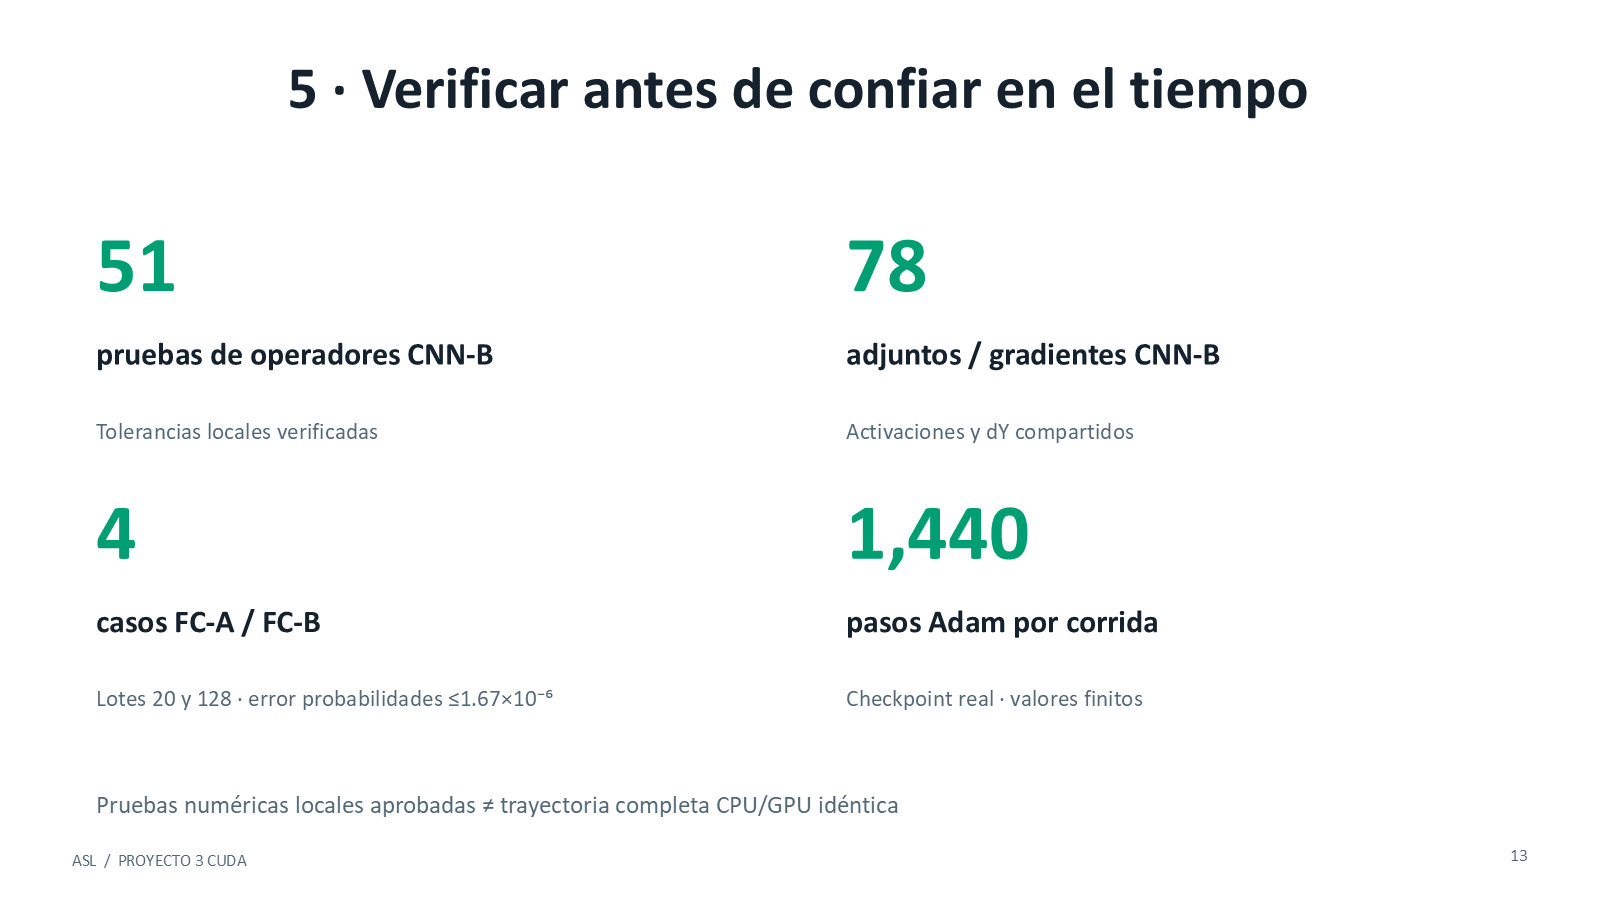 5 · Verificar antes de confiar en el tiempo
51
pruebas de operadores CNN-B
Tolerancias locales verificadas
78
adjuntos / gradientes CNN-B
Activaciones y dY compartidos
4
casos FC-A / FC-B
Lotes 20 y 128 · error probabilidades ≤1.67×10⁻⁶
1,440
pasos Adam por corrida
Checkpoint real · valores finitos
Pruebas numéricas locales aprobadas ≠ trayectoria completa CPU/GPU idéntica
ASL / PROYECTO 3 CUDA
13